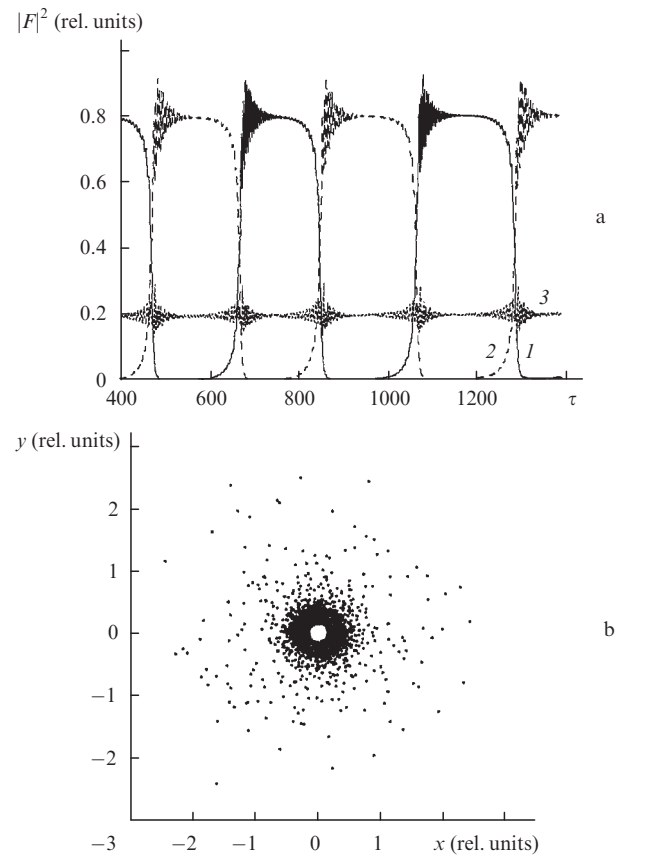 |F|² (rel. units)
0.8
0.6
a
0.4
3
0.2
2 1
0
400 600 800 1000 1200 τ
y (rel. units)
2
1
0 b
−1
−2
−3 −2 −1 0 1 x (rel. units)